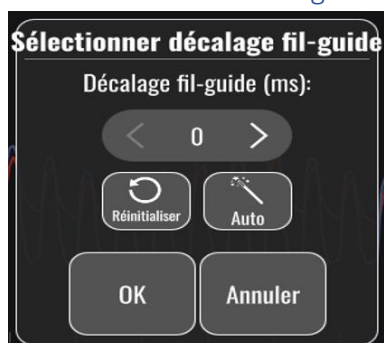 Sélectionner décalage fil-guide
Décalage fil-guide (ms):
0
Réinitialiser
Auto
OK
Annuler